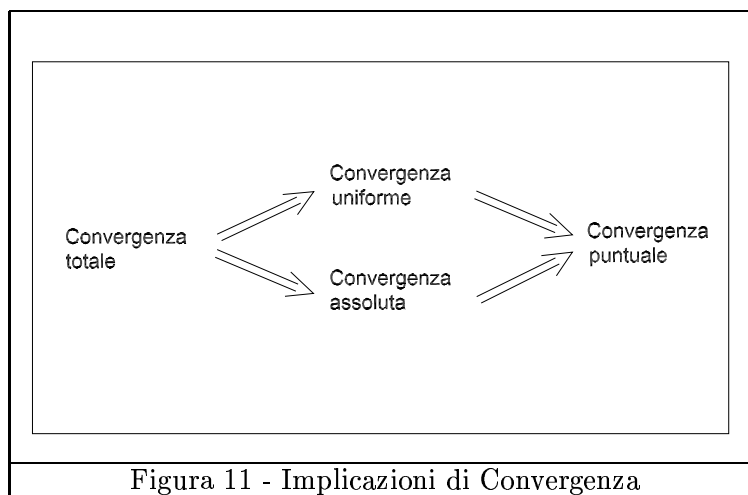 Convergenza
totale
Convergenza
uniforme
Convergenza
assoluta
Convergenza
puntuale
Figura 11 - Implicazioni di Convergenza